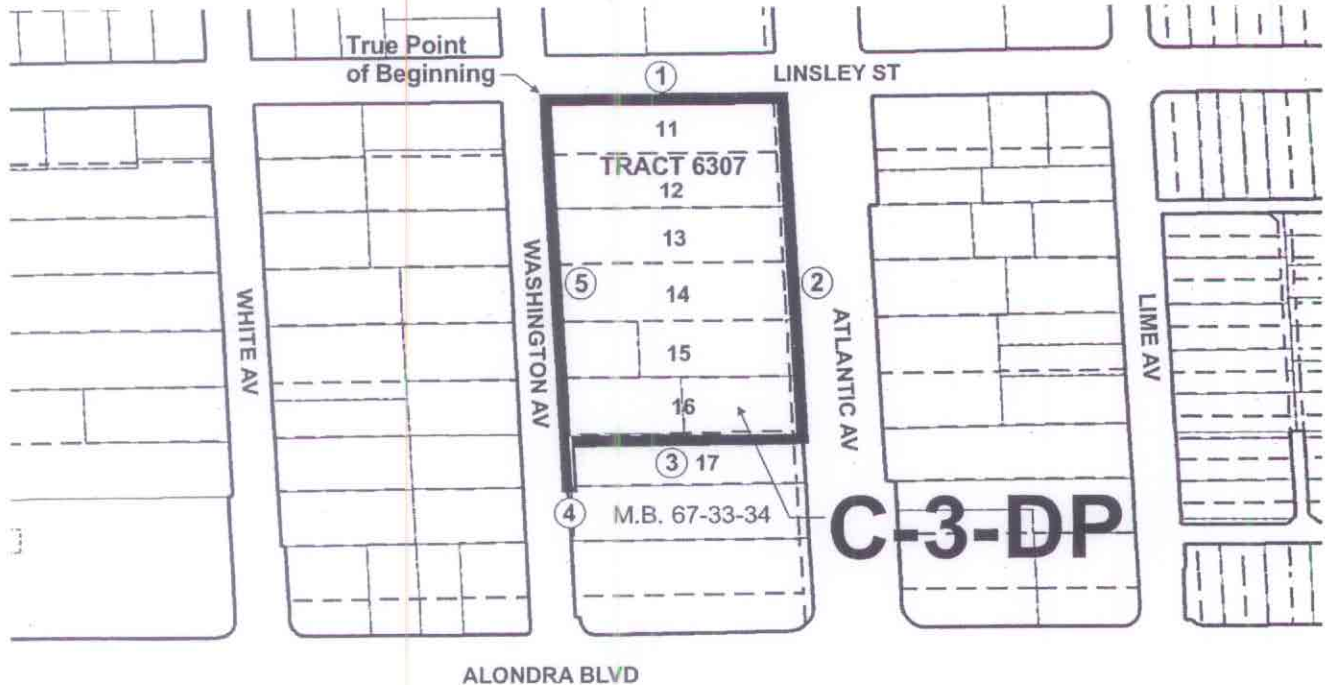 True Point
of Beginning
1
LINSLEY ST
11
TRACT 6307
12
13
WASHINGTON AV
5
14
2
WHITE AV
ATLANTIC AV
LIME AV
15
16
3 17
4
M.B. 67-33-34
C-3-DP
ALONDRA BLVD